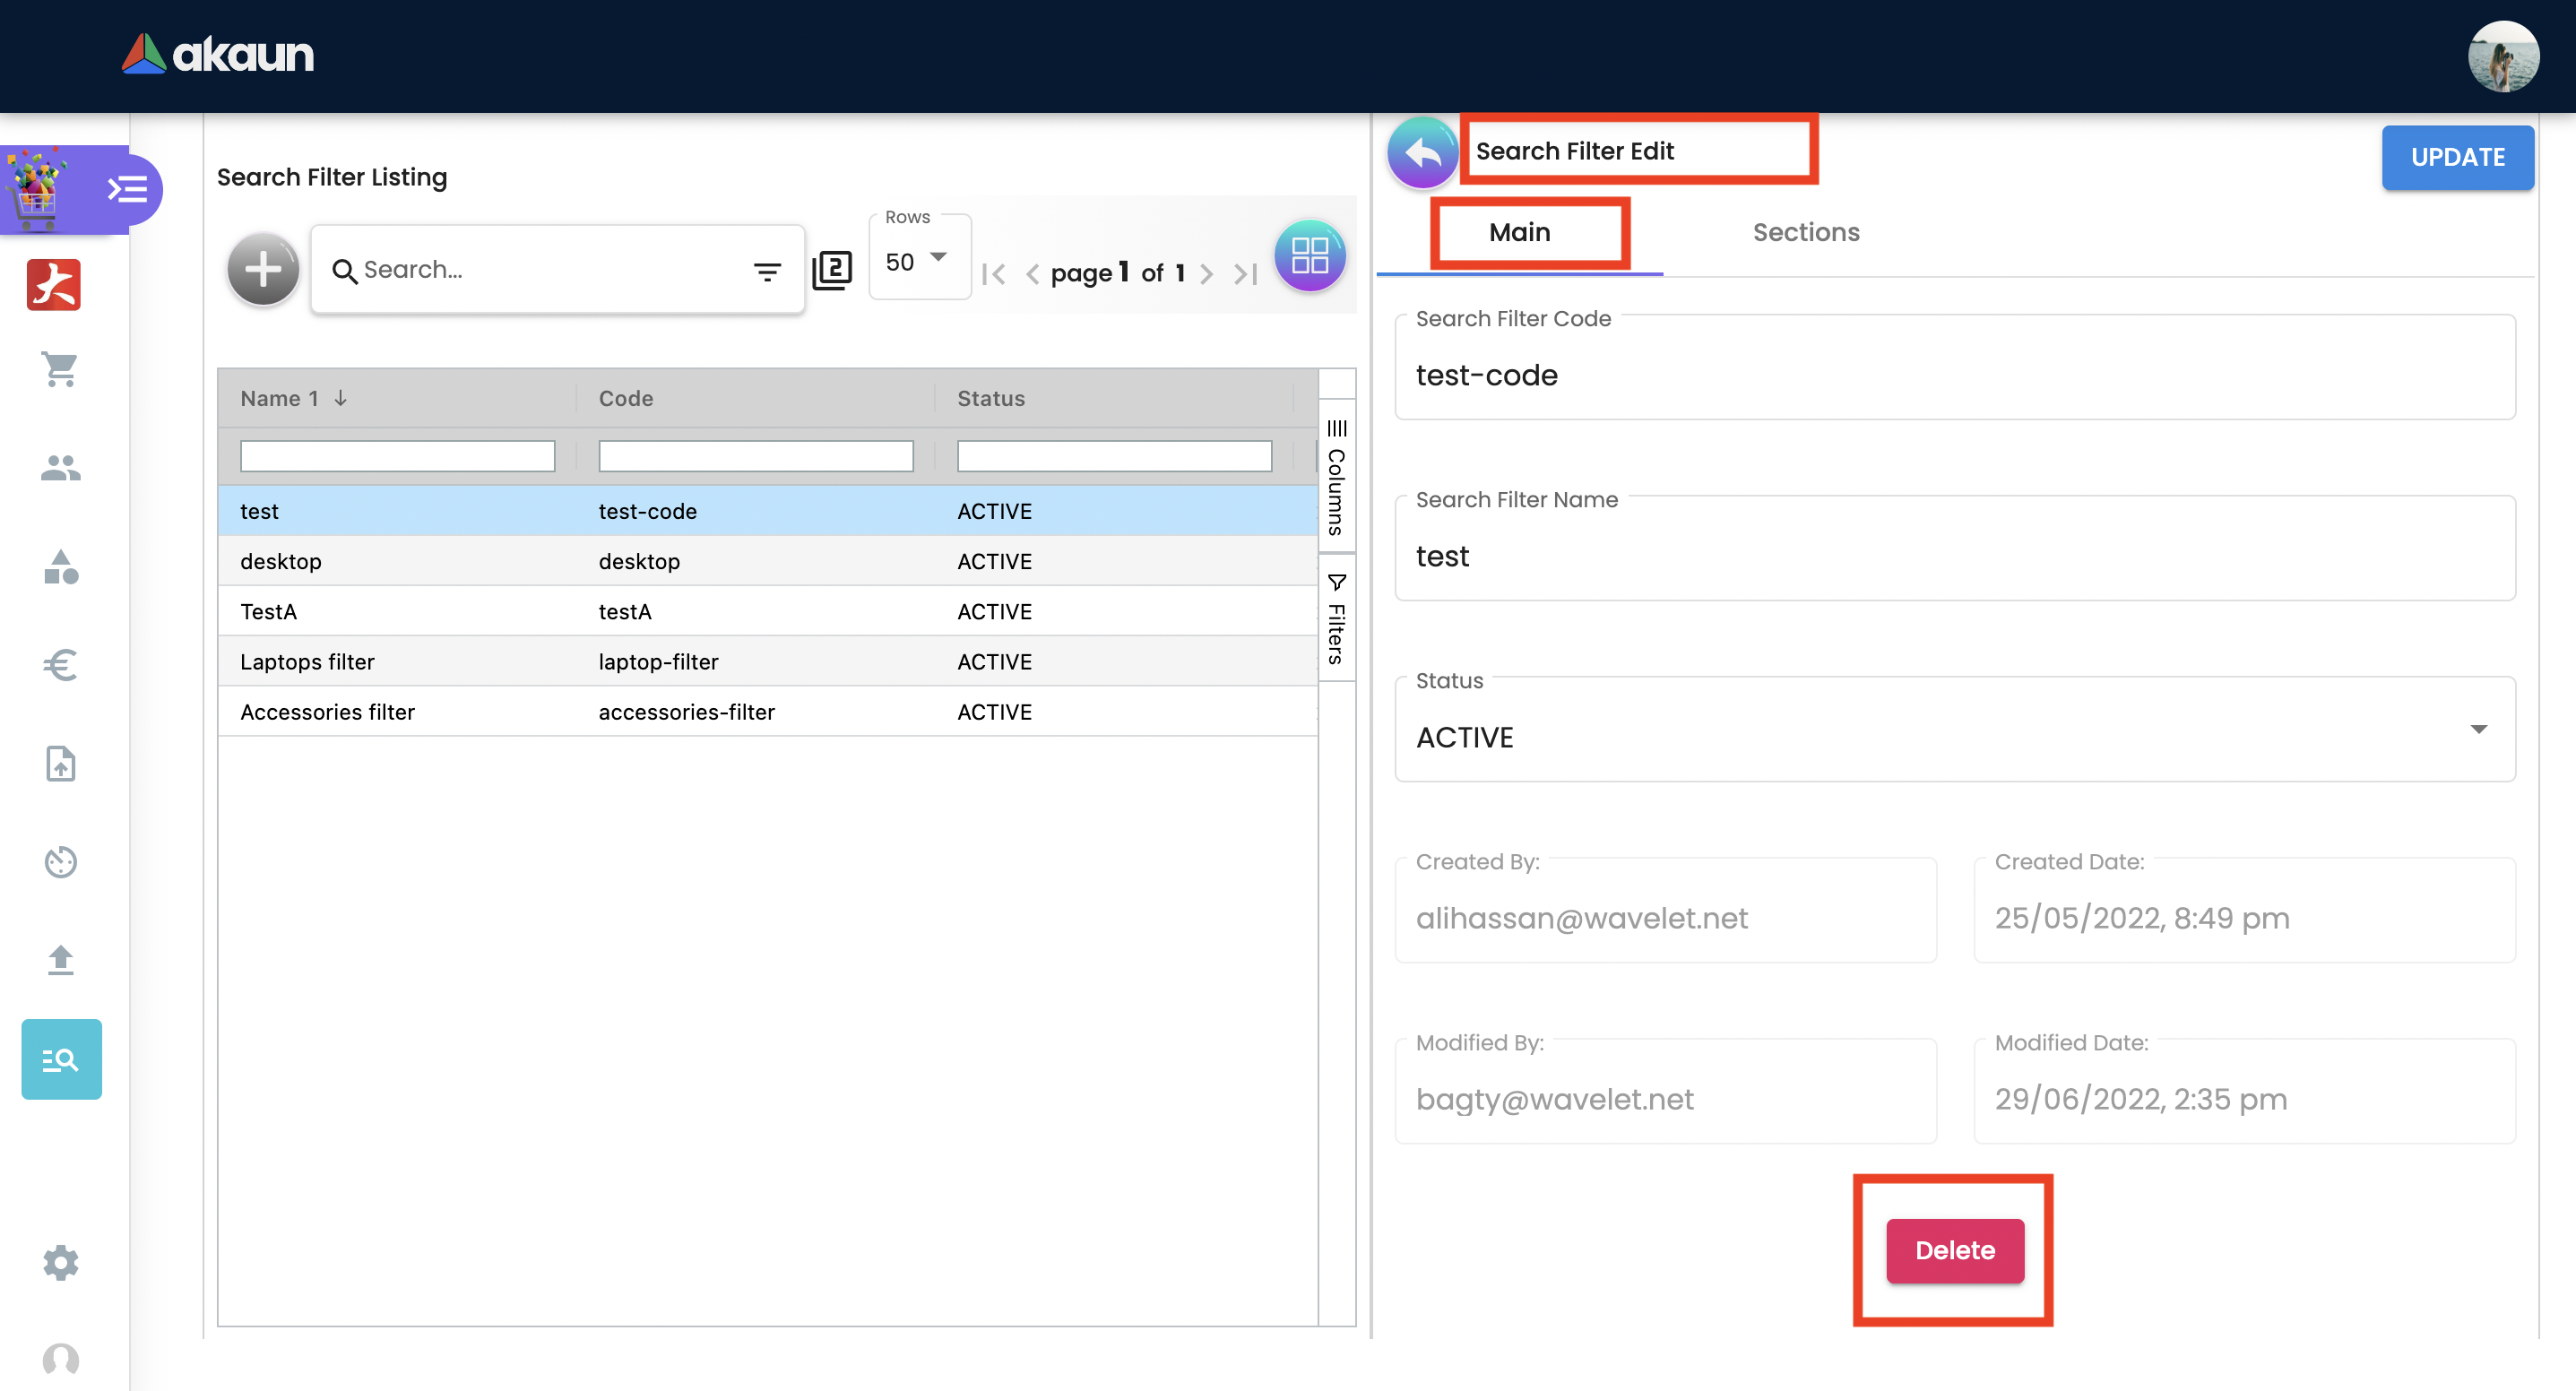 akaun
Search Filter Listing
Search...
2
Rows
50
page 1 of 1
Name 1
Code
Status
test
test-code
ACTIVE
desktop
desktop
ACTIVE
TestA
testA
ACTIVE
Laptops filter
laptop-filter
ACTIVE
Accessories filter
accessories-filter
ACTIVE
Columns
Filters
Search Filter Edit
UPDATE
Main
Sections
Search Filter Code
test-code
Search Filter Name
test
Status
ACTIVE
Created By:
alihassan@wavelet.net
Created Date:
25/05/2022, 8:49 pm
Modified By:
bagty@wavelet.net
Modified Date:
29/06/2022, 2:35 pm
Delete